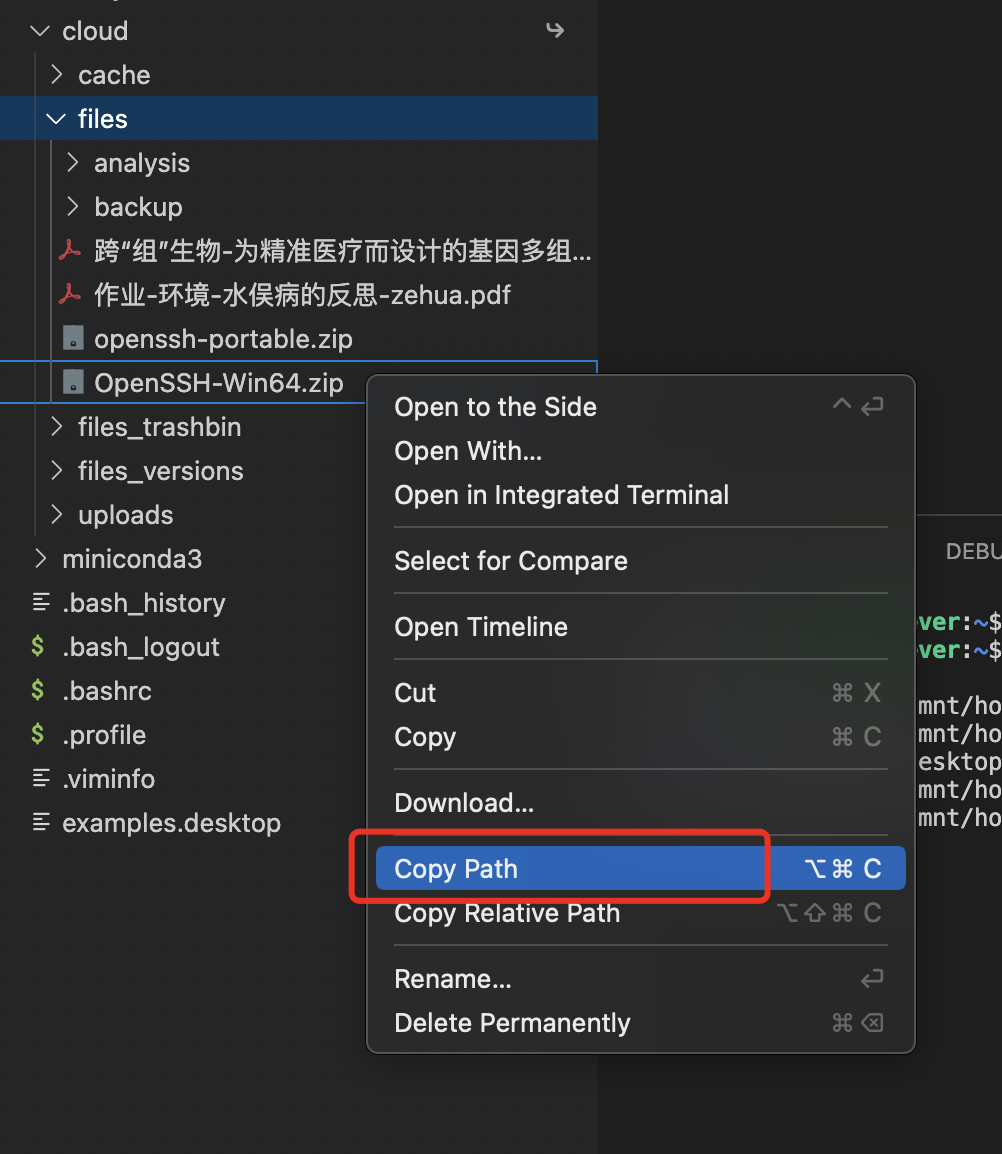 cloud
cache
files
analysis
backup
跨“组”生物-为精准医疗而设计的基因多组...
作业-环境-水俣病的反思-zehua.pdf
openssh-portable.zip
OpenSSH-Win64.zip
files_trashbin
files_versions
uploads
miniconda3
.bash_history
$ .bash_logout
$ .bashrc
$ .profile
.viminfo
examples.desktop
Open to the Side ⌃ ⏎
Open With...
Open in Integrated Terminal
Select for Compare
Open Timeline
Cut ⌘ X
Copy ⌘ C
Download...
Copy Path ⌥⌘ C
Copy Relative Path ⌥⇧⌘ C
Rename... ⏎
Delete Permanently ⌘ ⌫
DEBU
ver:~$
ver:~$
mnt/ho
mnt/ho
esktop
mnt/ho
mnt/ho